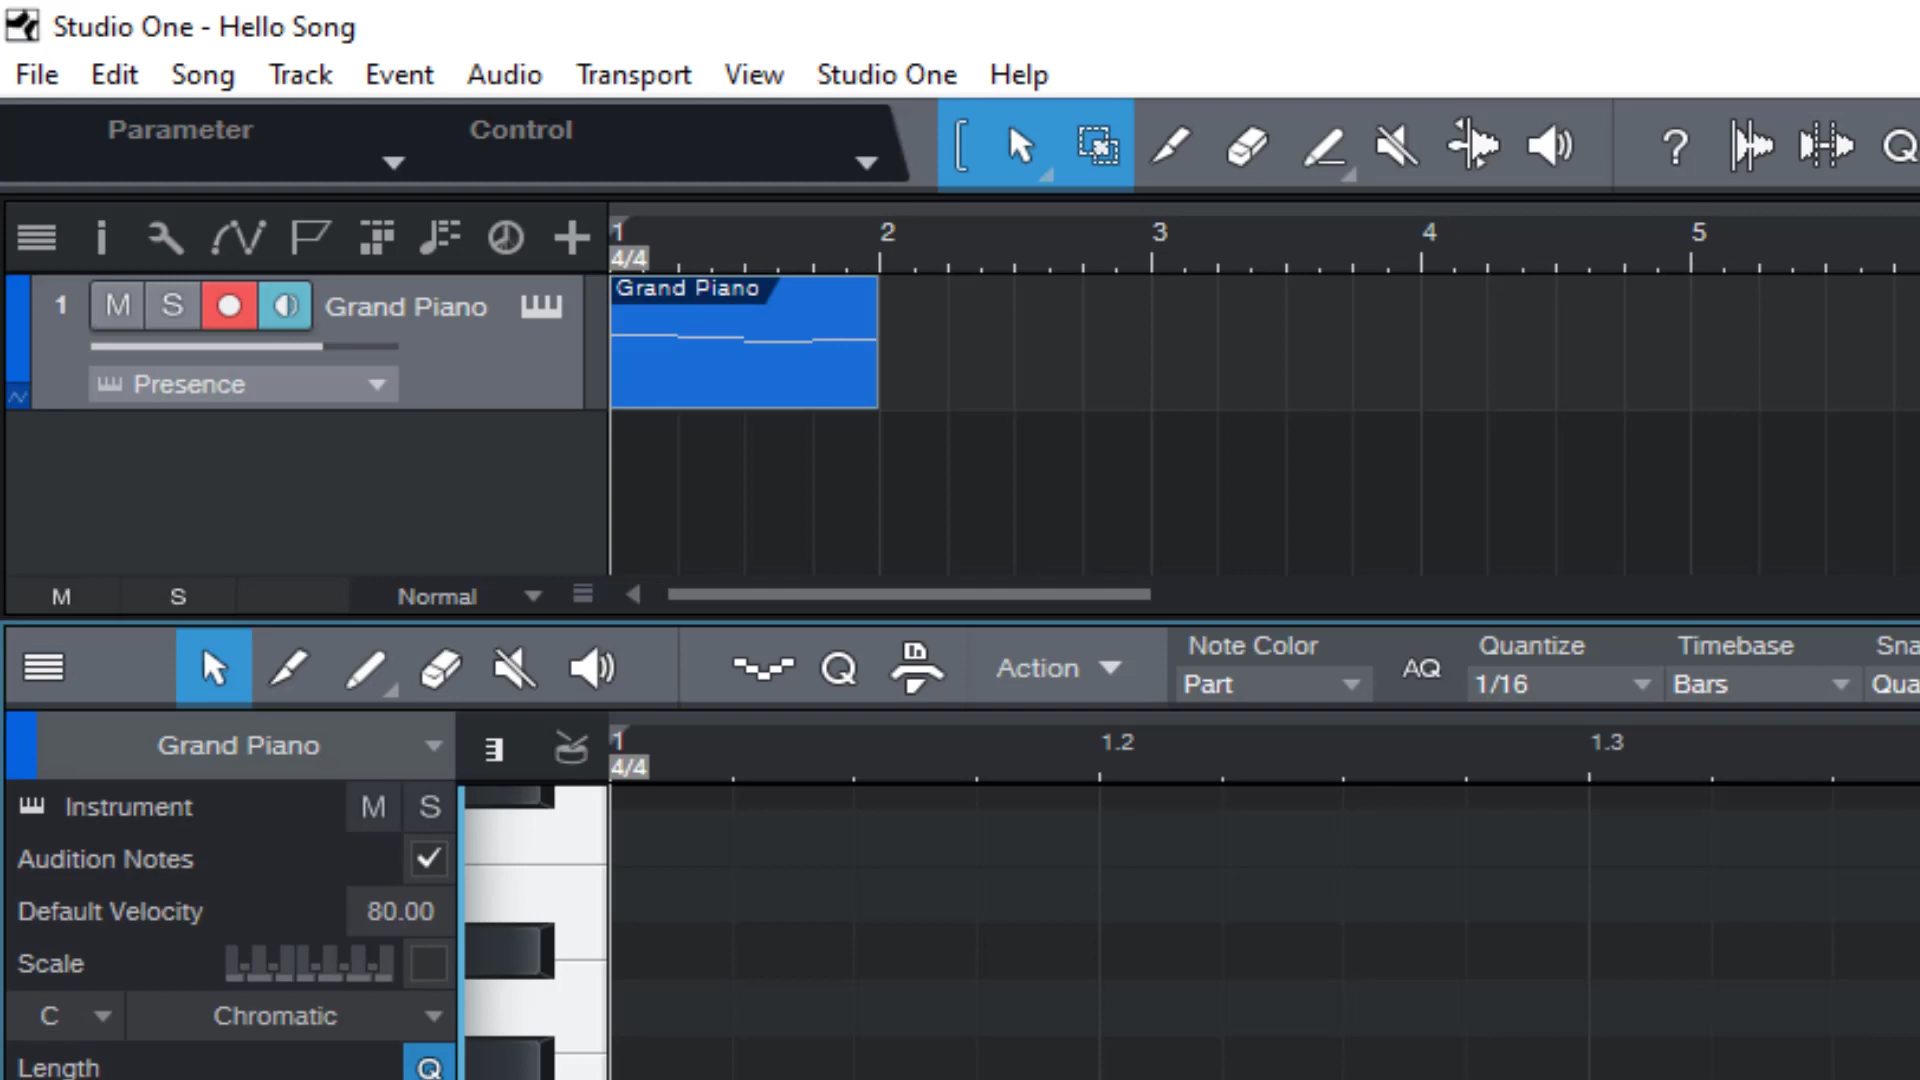 Studio One - Hello Song
File Edit Song Track Event Audio Transport View Studio One Help
Parameter Control
? Q
i 1 2 3 4 5
4/4
1 M S Grand Piano
Grand Piano
Presence
M S Normal
Q Action Note Color AQ Quantize Timebase Sna
Part 1/16 Bars Qua
Grand Piano 1 1.2 1.3
4/4
Instrument M S
Audition Notes
Default Velocity 80.00
Scale
C Chromatic
Length Q